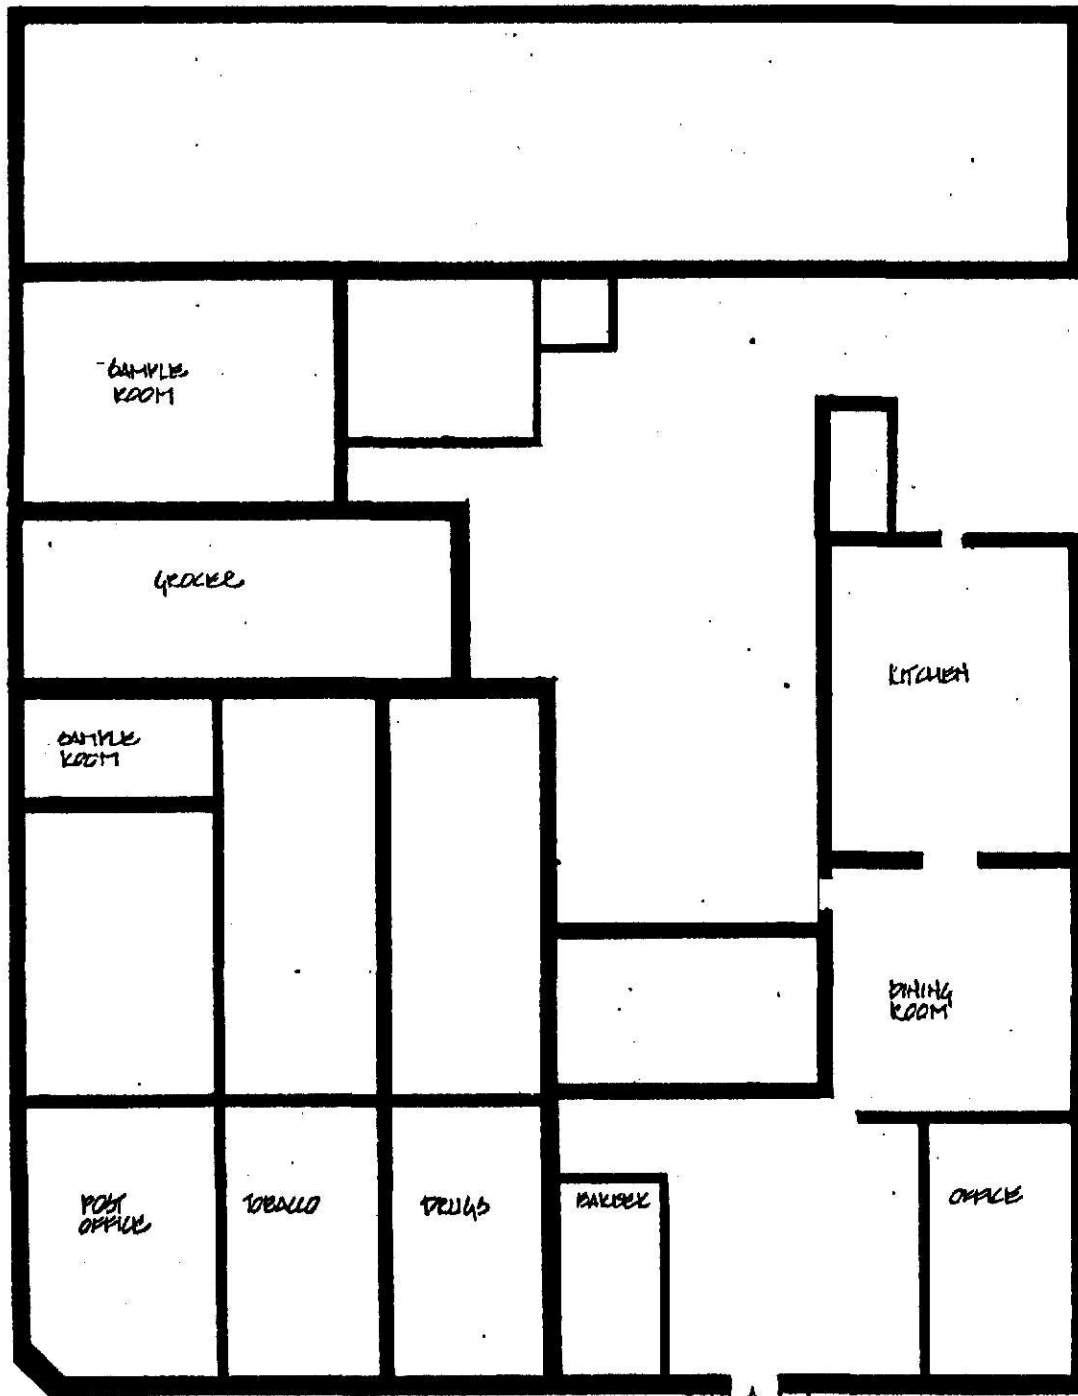 SAMPLE
ROOM
GROCER
KITCHEN
SAMPLE
ROOM
DINING
ROOM
POST
OFFICE
TOBACCO
DRUGS
BARBER
OFFICE